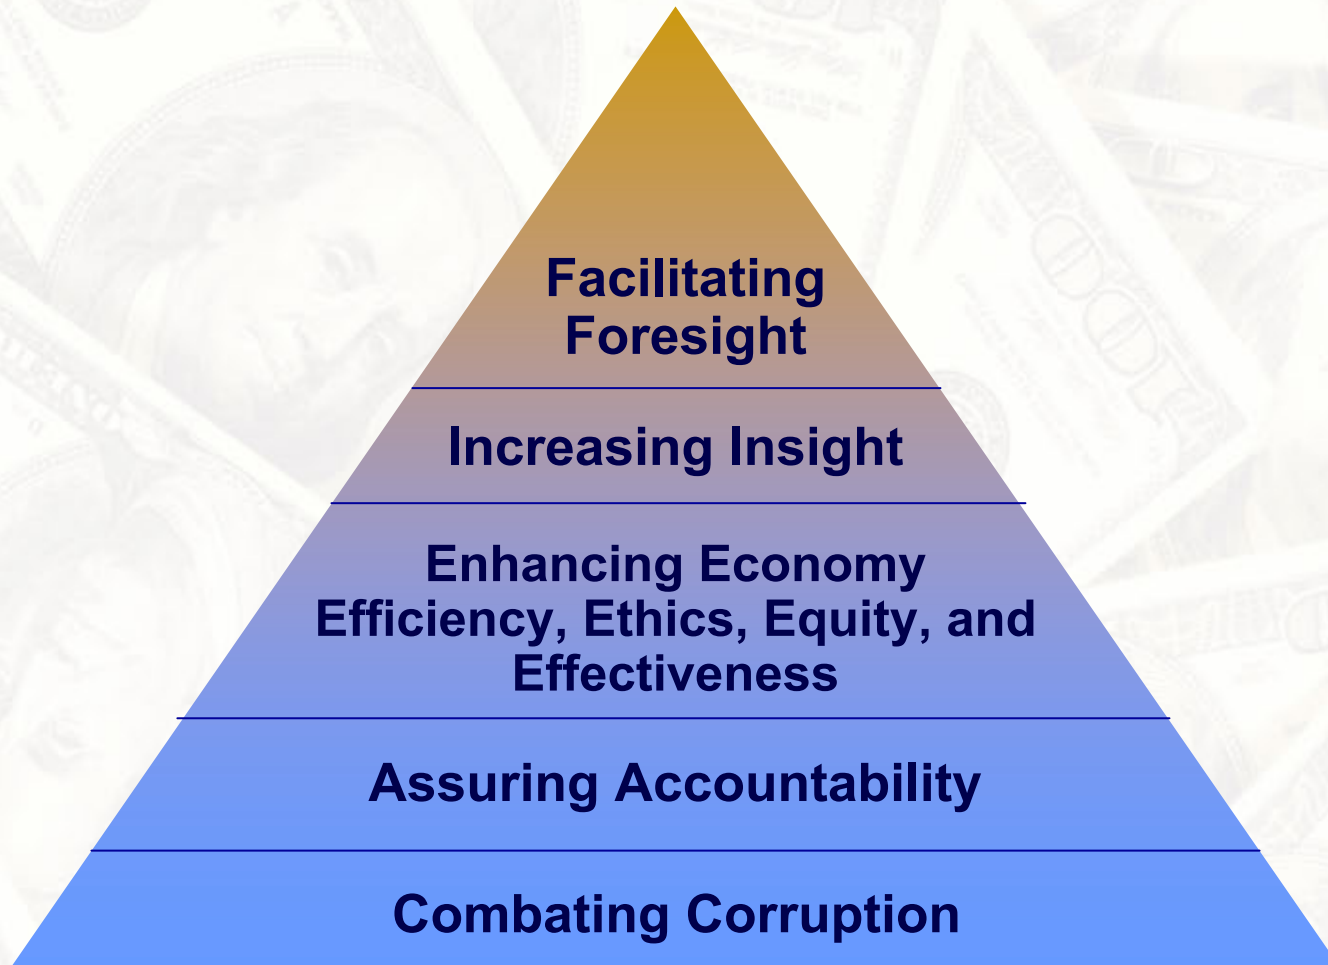 Facilitating
Foresight
Increasing Insight
Enhancing Economy
Efficiency, Ethics, Equity, and
Effectiveness
Assuring Accountability
Combating Corruption